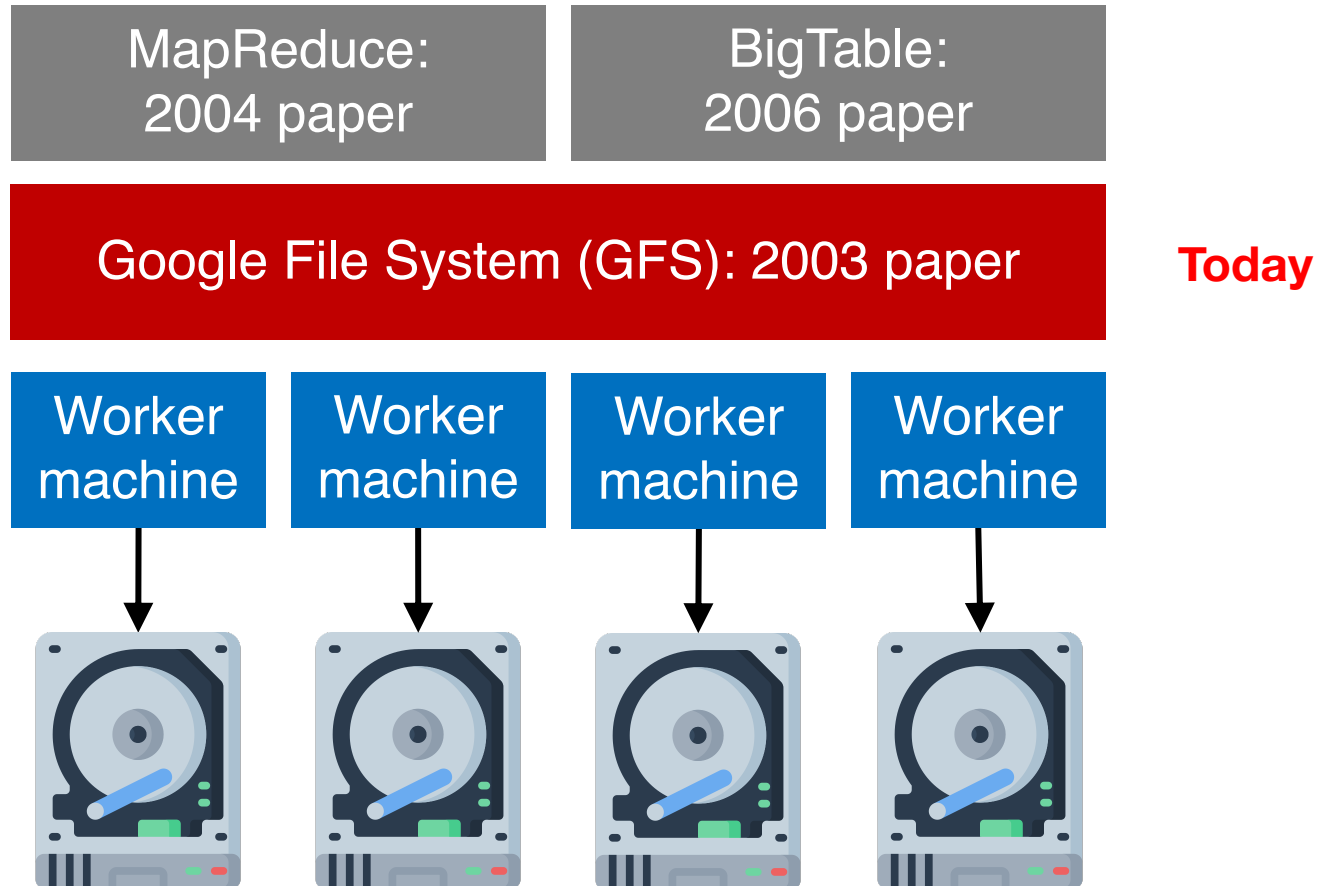 MapReduce:
2004 paper
BigTable:
2006 paper
Google File System (GFS): 2003 paper
Today
Worker
machine
Worker
machine
Worker
machine
Worker
machine